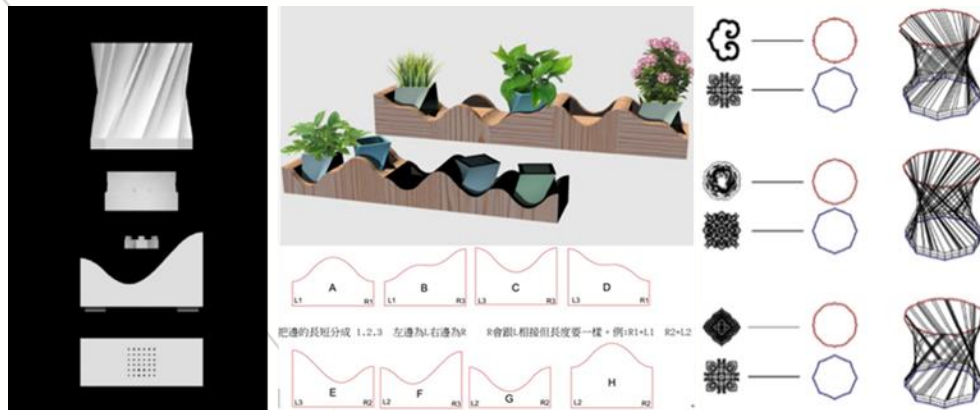 A B C D
L1 R1 L1 R3 L3 R3 L3 R1
把邊的長短分成 1.2.3 左邊為L右邊為R R會跟L相接但長度要一樣。例:R1+L1 R2+L2
E F G H
L3 R2 L2 R3 L2 R2 L2 R2